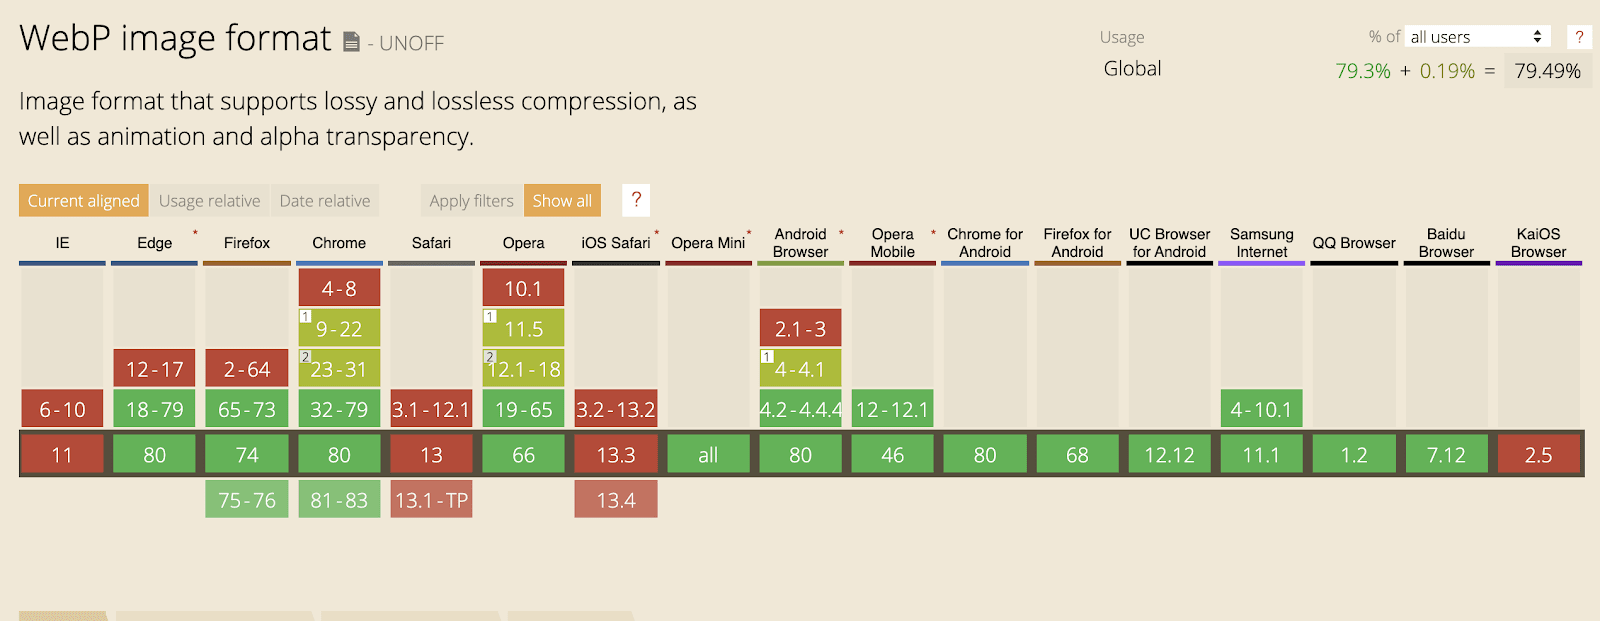 WebP image format - UNOFF
Usage % of all users ?
Global 79.3% + 0.19% = 79.49%
Image format that supports lossy and lossless compression, as
well as animation and alpha transparency.
Current aligned Usage relative Date relative Apply filters Show all ?
IE Edge * Firefox Chrome Safari Opera iOS Safari * Opera Mini * Android Browser * Opera Mobile * Chrome for Android Firefox for Android UC Browser for Android Samsung Internet QQ Browser Baidu Browser KaiOS Browser
4-8 10.1
1 9-22 1 11.5 2.1-3
12-17 2-64 2 23-31 2 12.1-18 1 4-4.1
6-10 18-79 65-73 32-79 3.1-12.1 19-65 3.2-13.2 4.2-4.4.4 12-12.1 4-10.1
11 80 74 80 13 66 13.3 all 80 46 80 68 12.12 11.1 1.2 7.12 2.5
75-76 81-83 13.1-TP 13.4